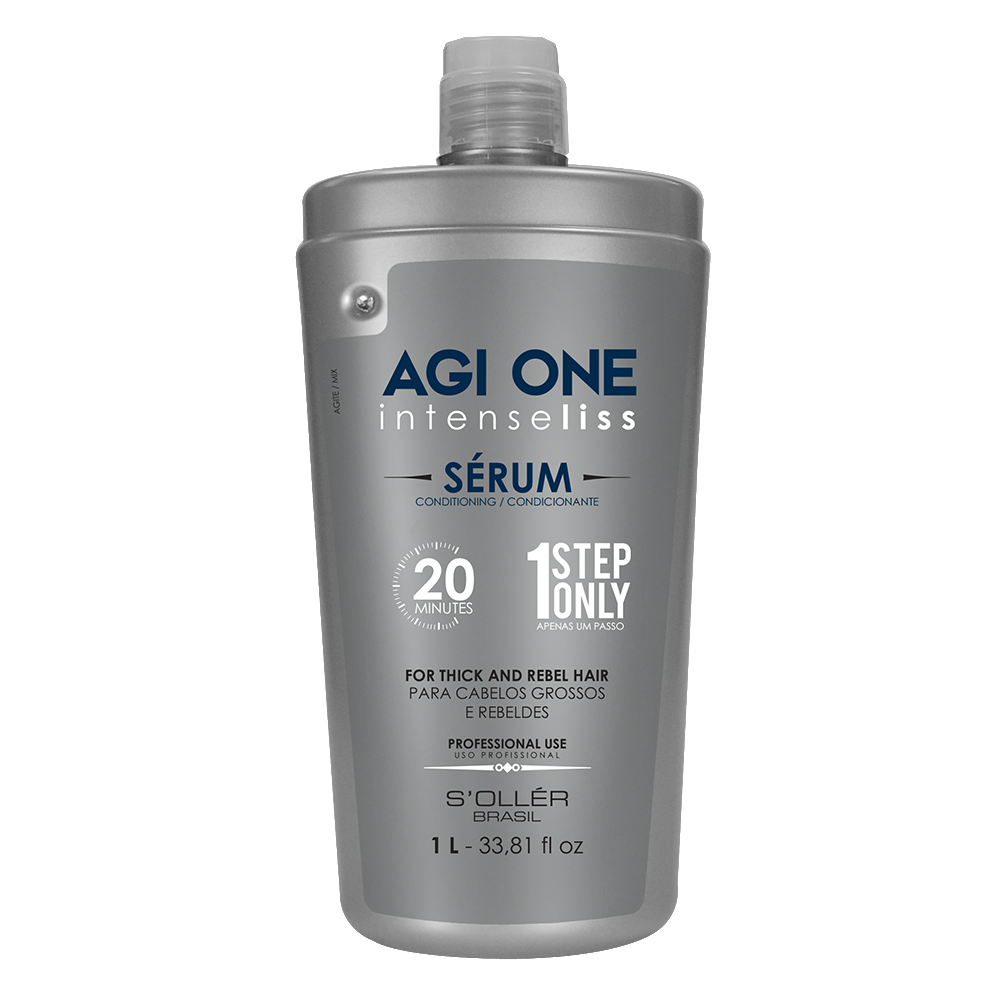 AGITE / MIX
AGI ONE
intenseliss
SÉRUM
CONDITIONING / CONDICIONANTE
20
MINUTES
1 STEP
ONLY
APENAS UM PASSO
FOR THICK AND REBEL HAIR
PARA CABELOS GROSSOS
E REBELDES
PROFESSIONAL USE
USO PROFISSIONAL
S'OLLÉR
BRASIL
1 L - 33,81 fl oz